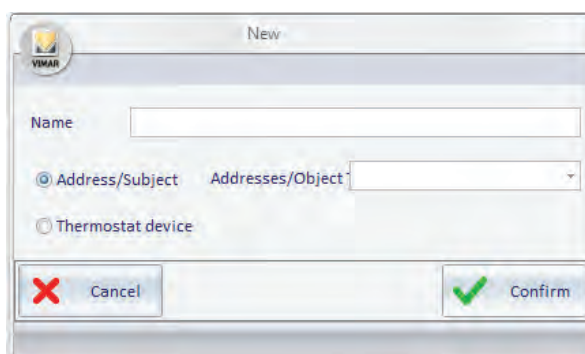 New
VIMAR
Name
Address/Subject Addresses/Object
Thermostat device
Cancel Confirm